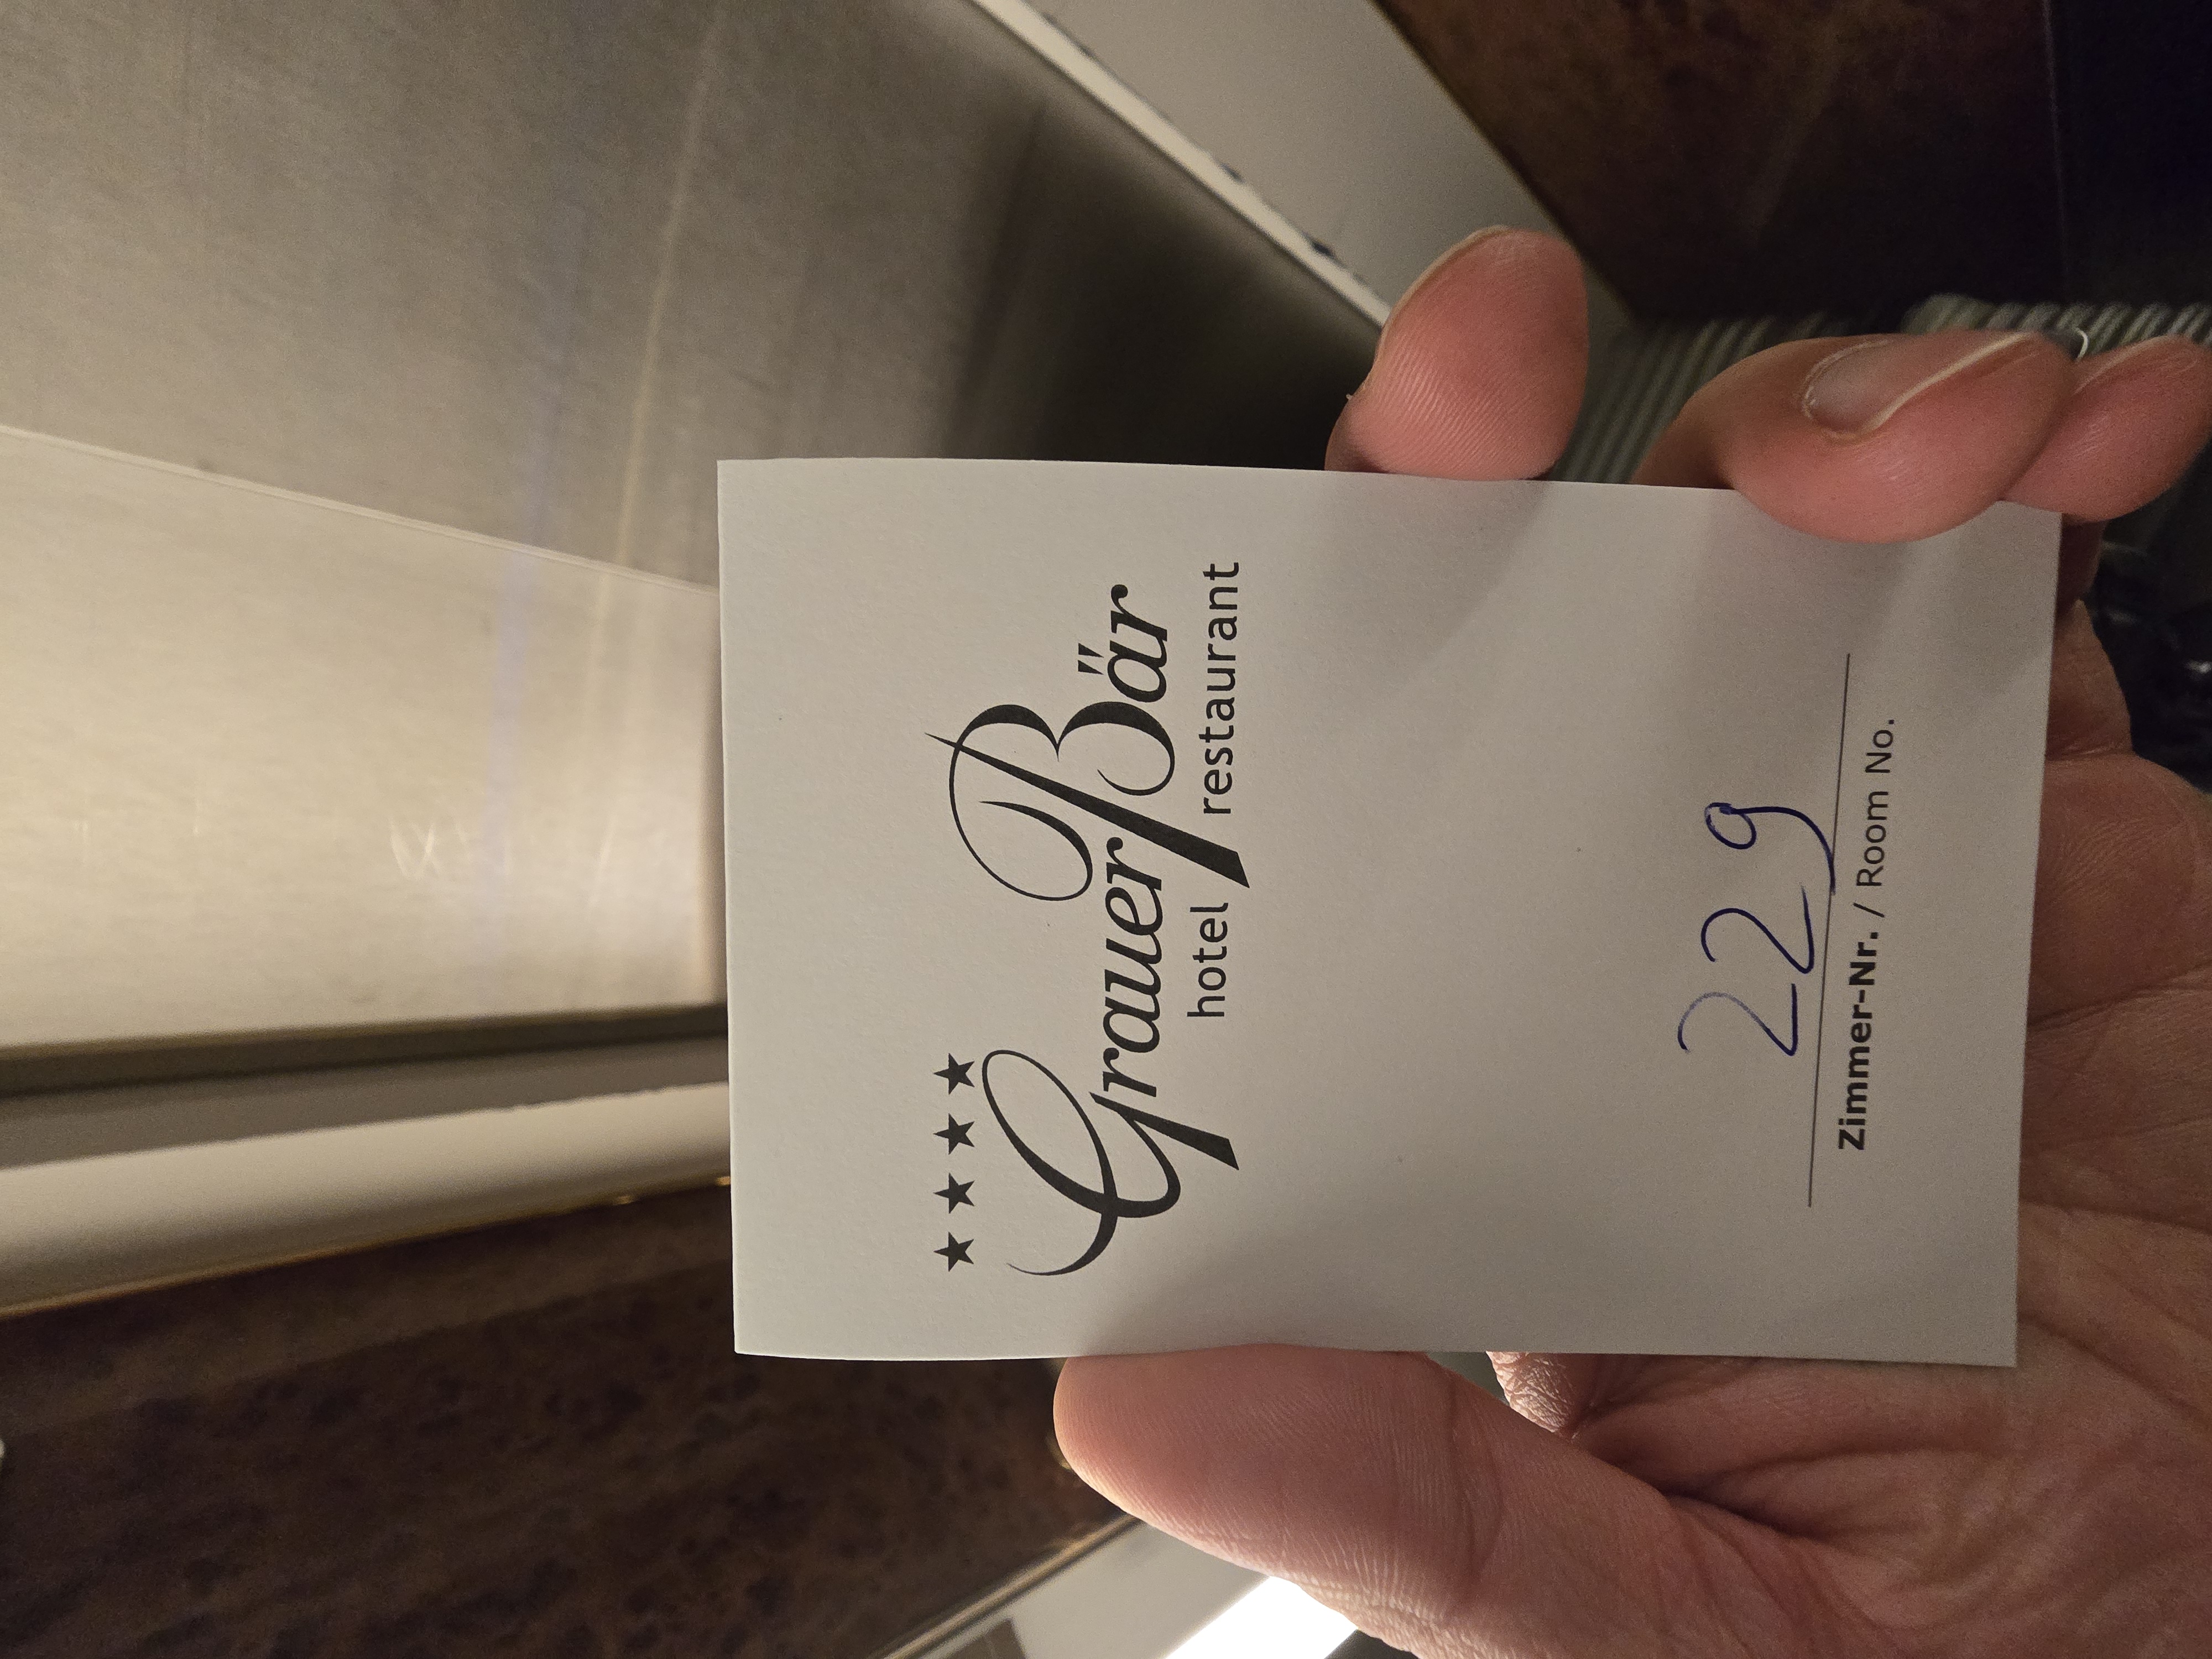 ★★★★
Grauer Bär
hotel restaurant
229
Zimmer-Nr. / Room No.